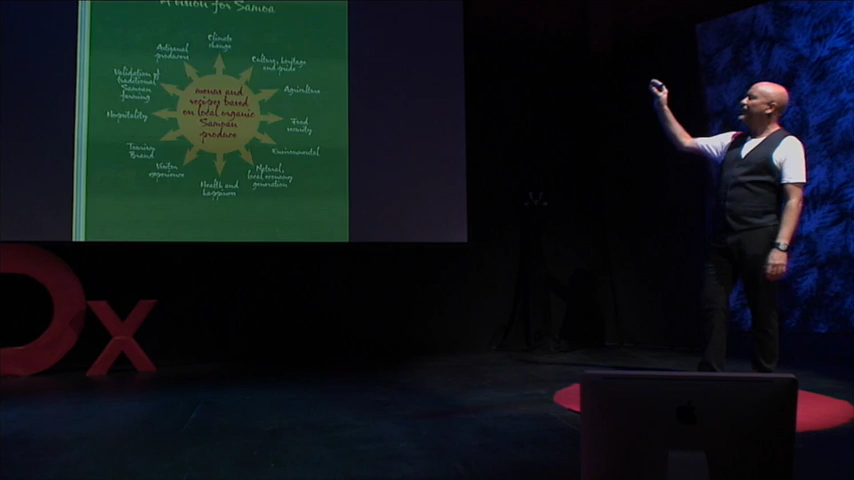 A vision for Samoa
Climate
change
Artisanal
producers
Culture, heritage
and pride
Validation of
traditional
Samoan
farming
Agriculture
menus and
recipes based
on local organic
Samoan
produce
Hospitality
Food
security
Tourism
Brand
Environmental
Visitor
experience
National,
local economy
generation
Health and
happiness
x